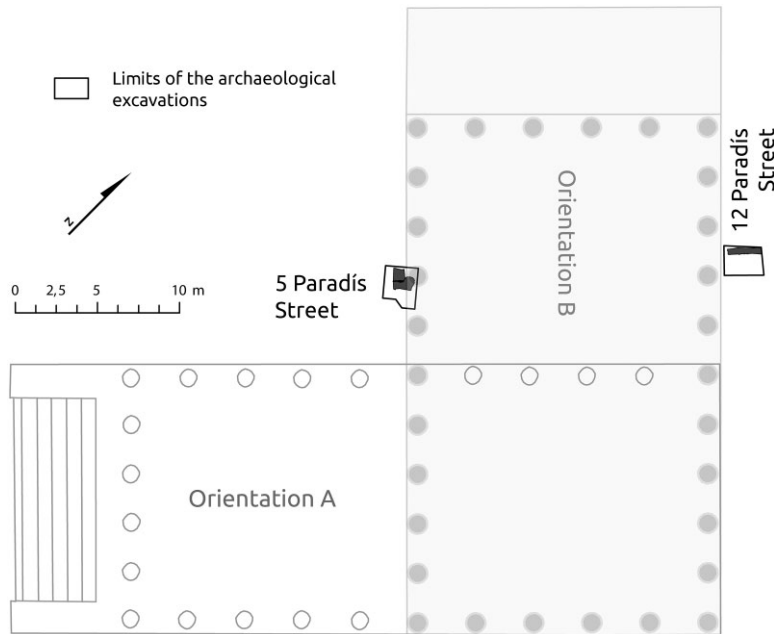 Limits of the archaeological
excavations
12 Paradís
Street
Orientation B
N
5 Paradís
Street
0 2,5 5 10 m
Orientation A